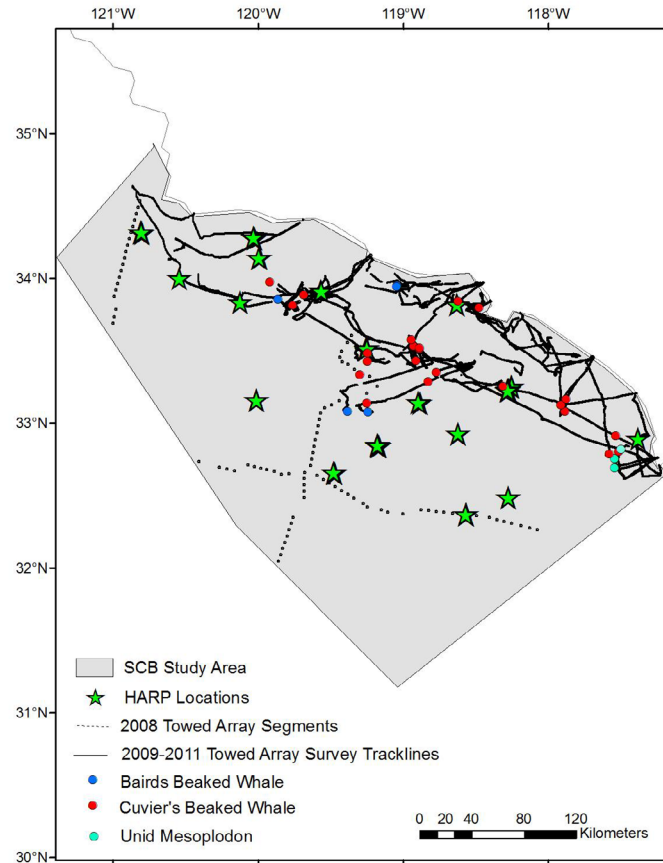 121°W 120°W 119°W 118°W
35°N
34°N
33°N
32°N
31°N
30°N
SCB Study Area
HARP Locations
2008 Towed Array Segments
2009-2011 Towed Array Survey Tracklines
Bairds Beaked Whale
Cuvier's Beaked Whale
Unid Mesoplodon
0 20 40 80 120
Kilometers